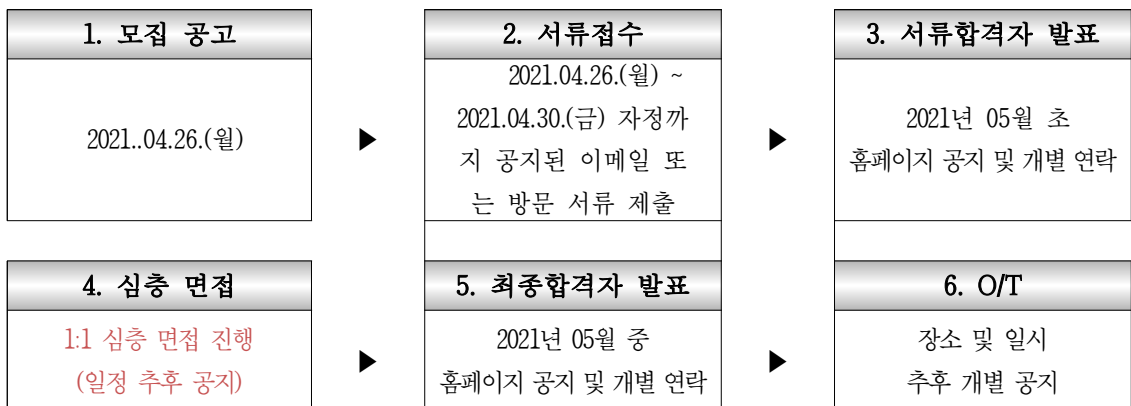 1. 모집 공고
2021..04.26.(월)
▶
2. 서류접수
2021.04.26.(월) ~
2021.04.30.(금) 자정까
지 공지된 이메일 또
는 방문 서류 제출
▶
3. 서류합격자 발표
2021년 05월 초
홈페이지 공지 및 개별 연락
4. 심층 면접
1:1 심층 면접 진행
(일정 추후 공지)
▶
5. 최종합격자 발표
2021년 05월 중
홈페이지 공지 및 개별 연락
▶
6. O/T
장소 및 일시
추후 개별 공지